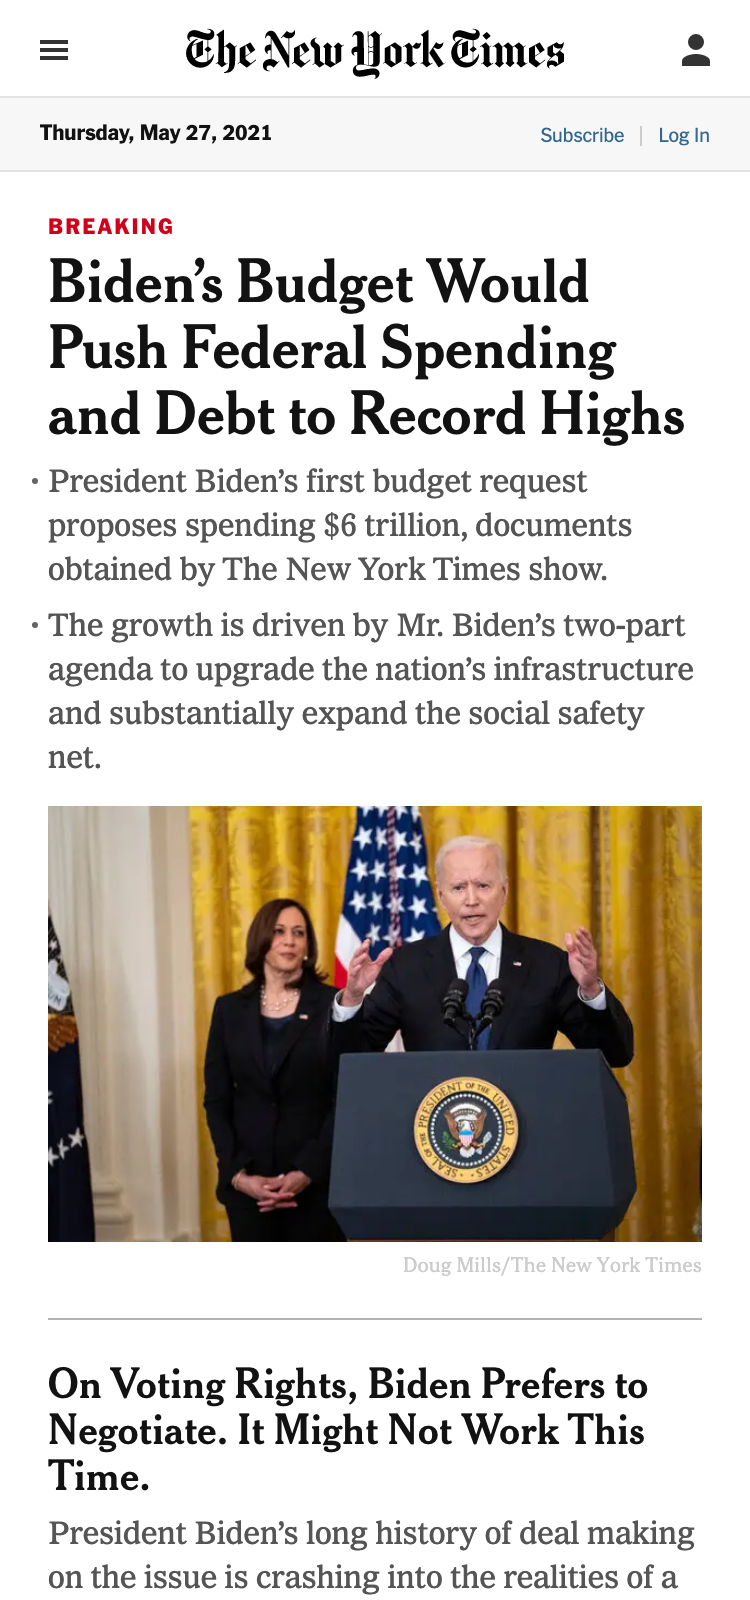 The New York Times
Thursday, May 27, 2021
Subscribe | Log In
BREAKING
Biden’s Budget Would
Push Federal Spending
and Debt to Record Highs
• President Biden’s first budget request
proposes spending $6 trillion, documents
obtained by The New York Times show.
• The growth is driven by Mr. Biden’s two-part
agenda to upgrade the nation’s infrastructure
and substantially expand the social safety
net.
SEAL OF THE PRESIDENT OF THE UNITED STATES
Doug Mills/The New York Times
On Voting Rights, Biden Prefers to
Negotiate. It Might Not Work This
Time.
President Biden’s long history of deal making
on the issue is crashing into the realities of a